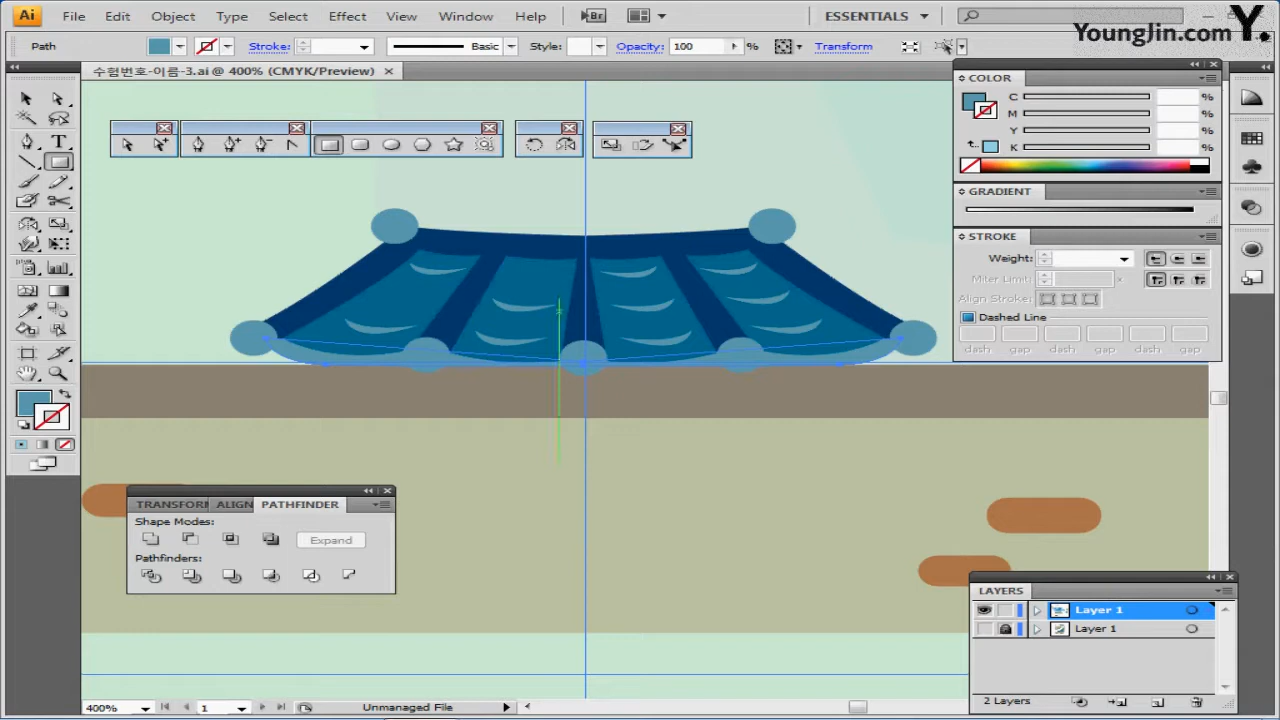 Ai File Edit Object Type Select Effect View Window Help Br ESSENTIALS
YoungJin.com Y.
Path Stroke: Basic Style: Opacity: 100 % Transform
수험번호-이름-3.ai @ 400% (CMYK/Preview)
COLOR
C %
M %
Y %
K %
GRADIENT
STROKE
Weight:
Miter Limit:
Align Stroke:
Dashed Line
dash gap dash gap dash gap
TRANSFORM ALIGN PATHFINDER
Shape Modes:
Expand
Pathfinders:
LAYERS
Layer 1
Layer 1
2 Layers
400% 1 Unmanaged File